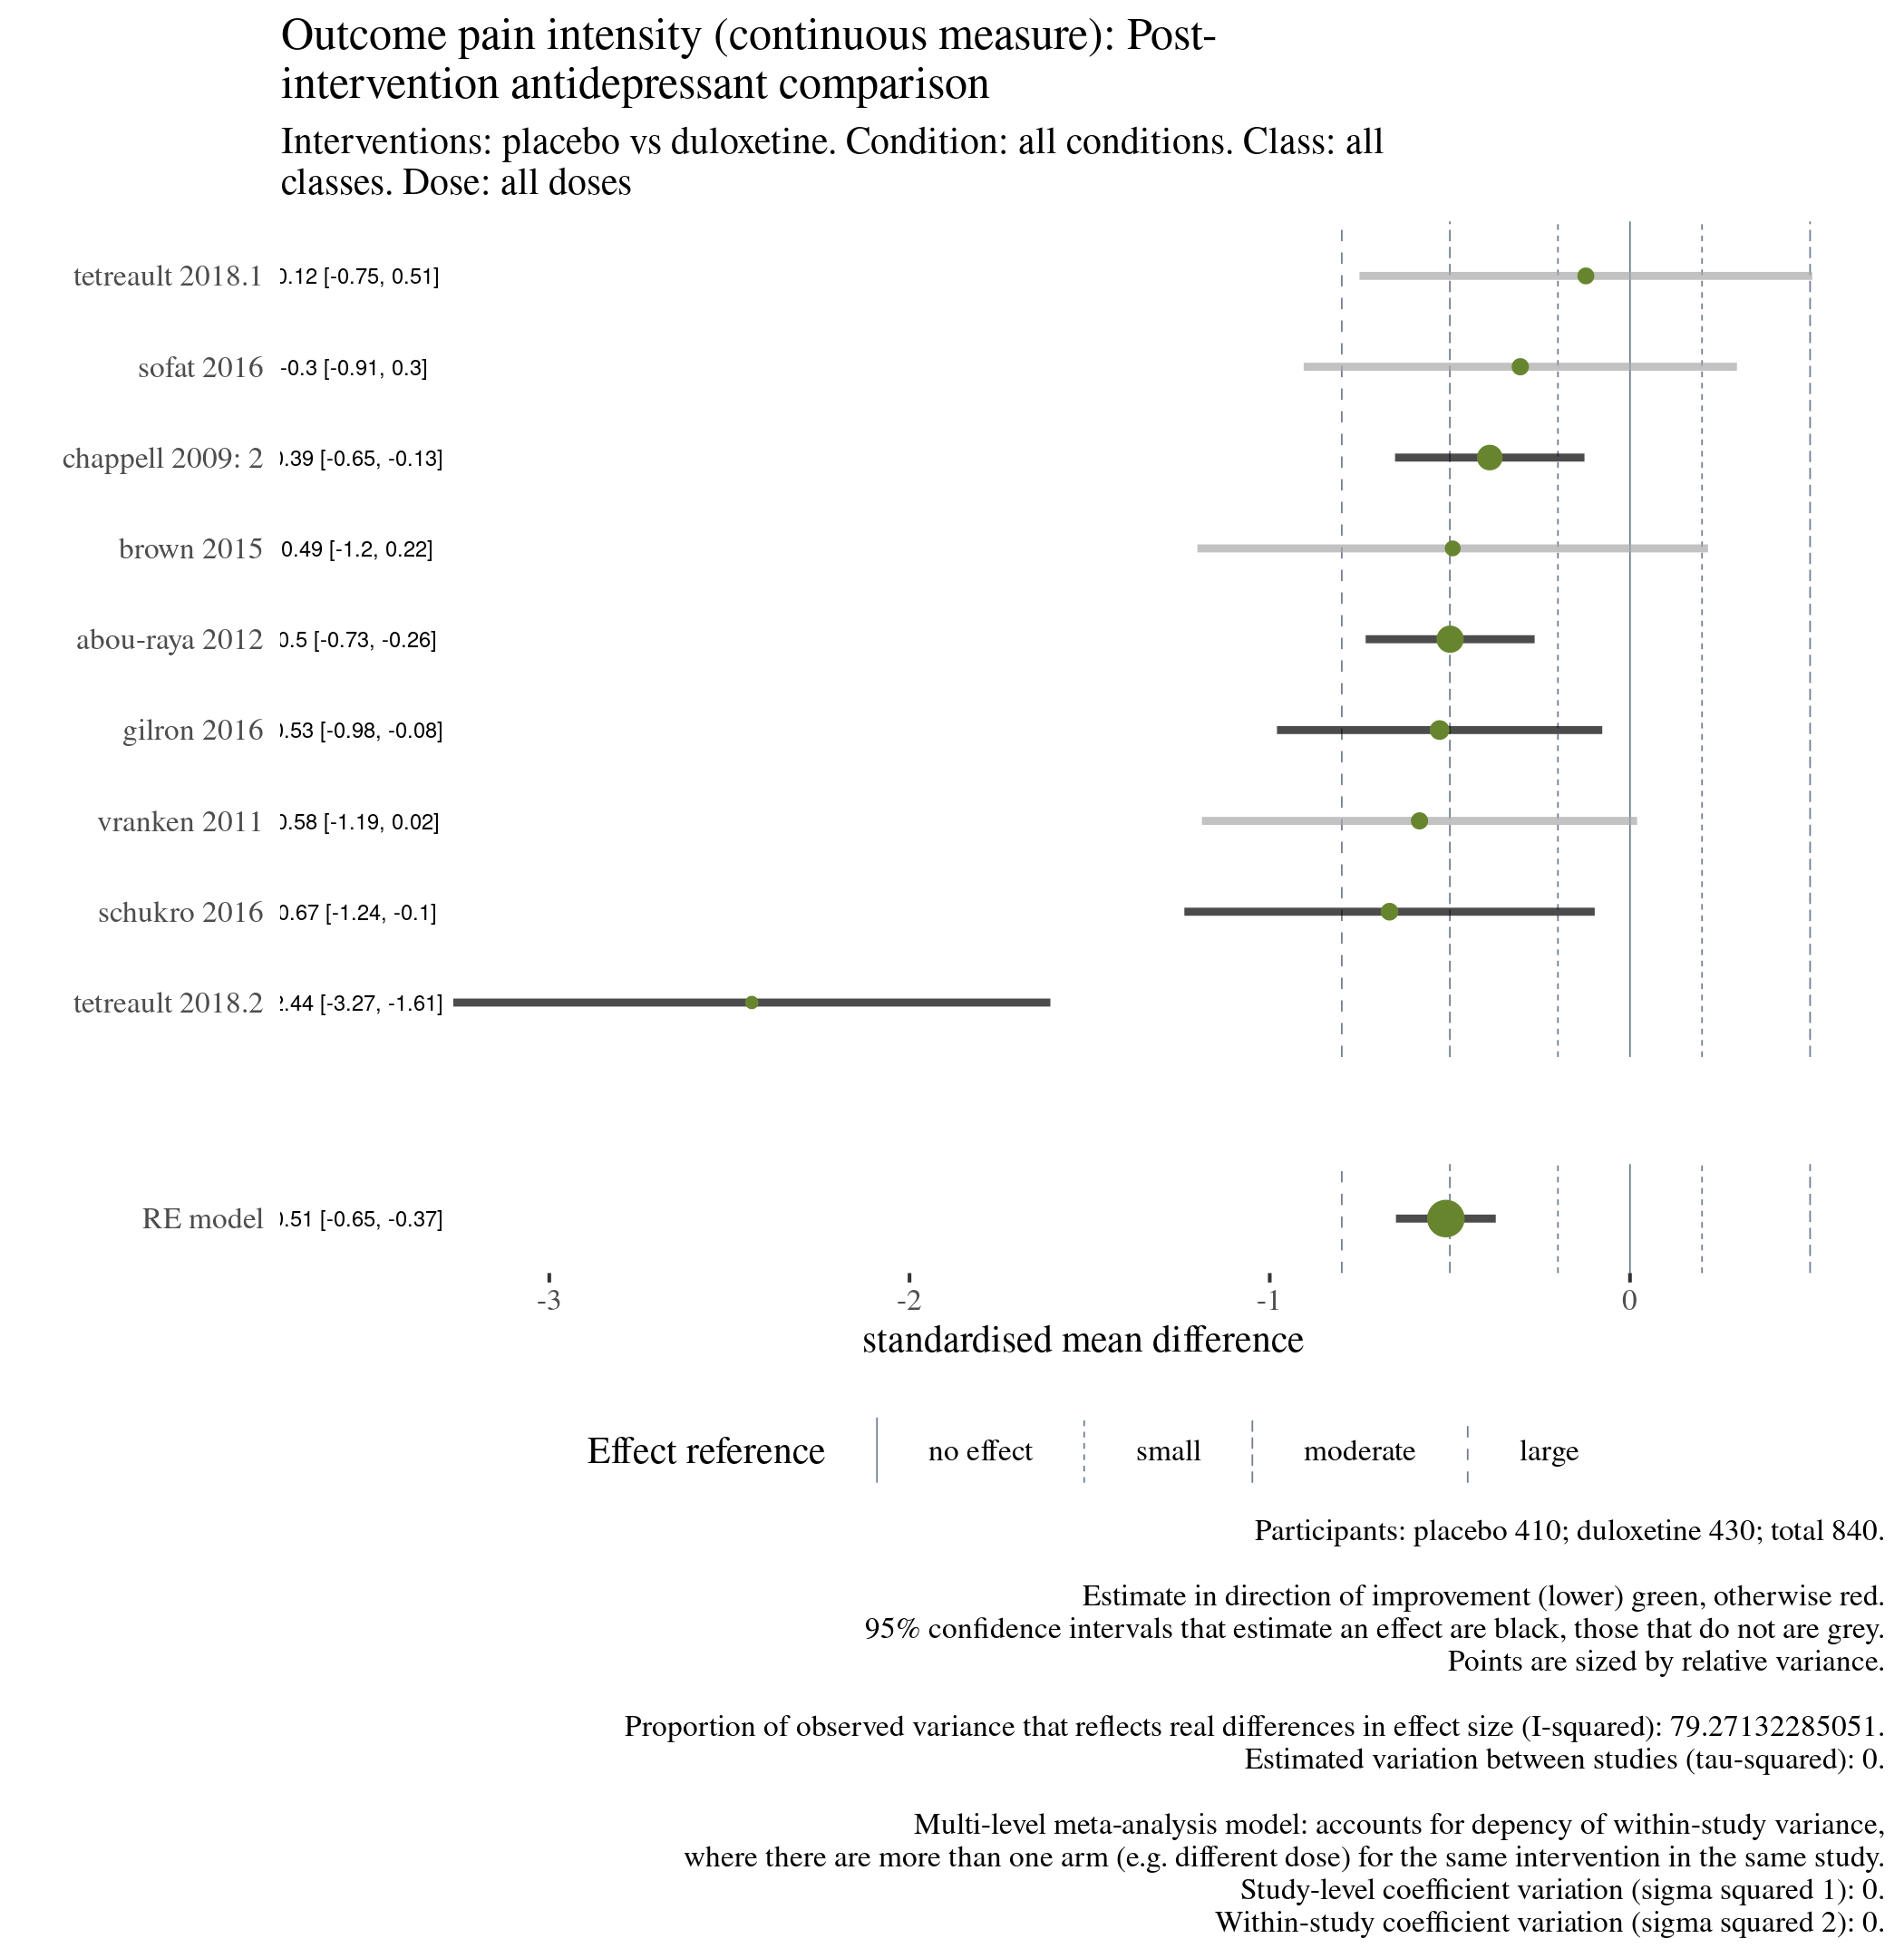 Outcome pain intensity (continuous measure): Post-
intervention antidepressant comparison
Interventions: placebo vs duloxetine. Condition: all conditions. Class: all
classes. Dose: all doses
tetreault 2018.1 0.12 [-0.75, 0.51]
sofat 2016 -0.3 [-0.91, 0.3]
chappell 2009: 2 .39 [-0.65, -0.13]
brown 2015 0.49 [-1.2, 0.22]
abou-raya 2012 0.5 [-0.73, -0.26]
gilron 2016 .53 [-0.98, -0.08]
vranken 2011 0.58 [-1.19, 0.02]
schukro 2016 0.67 [-1.24, -0.1]
tetreault 2018.2 2.44 [-3.27, -1.61]
RE model .51 [-0.65, -0.37]
-3 -2 -1 0
standardised mean difference
Effect reference no effect small moderate large
Participants: placebo 410; duloxetine 430; total 840.
Estimate in direction of improvement (lower) green, otherwise red.
95% confidence intervals that estimate an effect are black, those that do not are grey.
Points are sized by relative variance.
Proportion of observed variance that reflects real differences in effect size (I-squared): 79.27132285051.
Estimated variation between studies (tau-squared): 0.
Multi-level meta-analysis model: accounts for depency of within-study variance,
where there are more than one arm (e.g. different dose) for the same intervention in the same study.
Study-level coefficient variation (sigma squared 1): 0.
Within-study coefficient variation (sigma squared 2): 0.